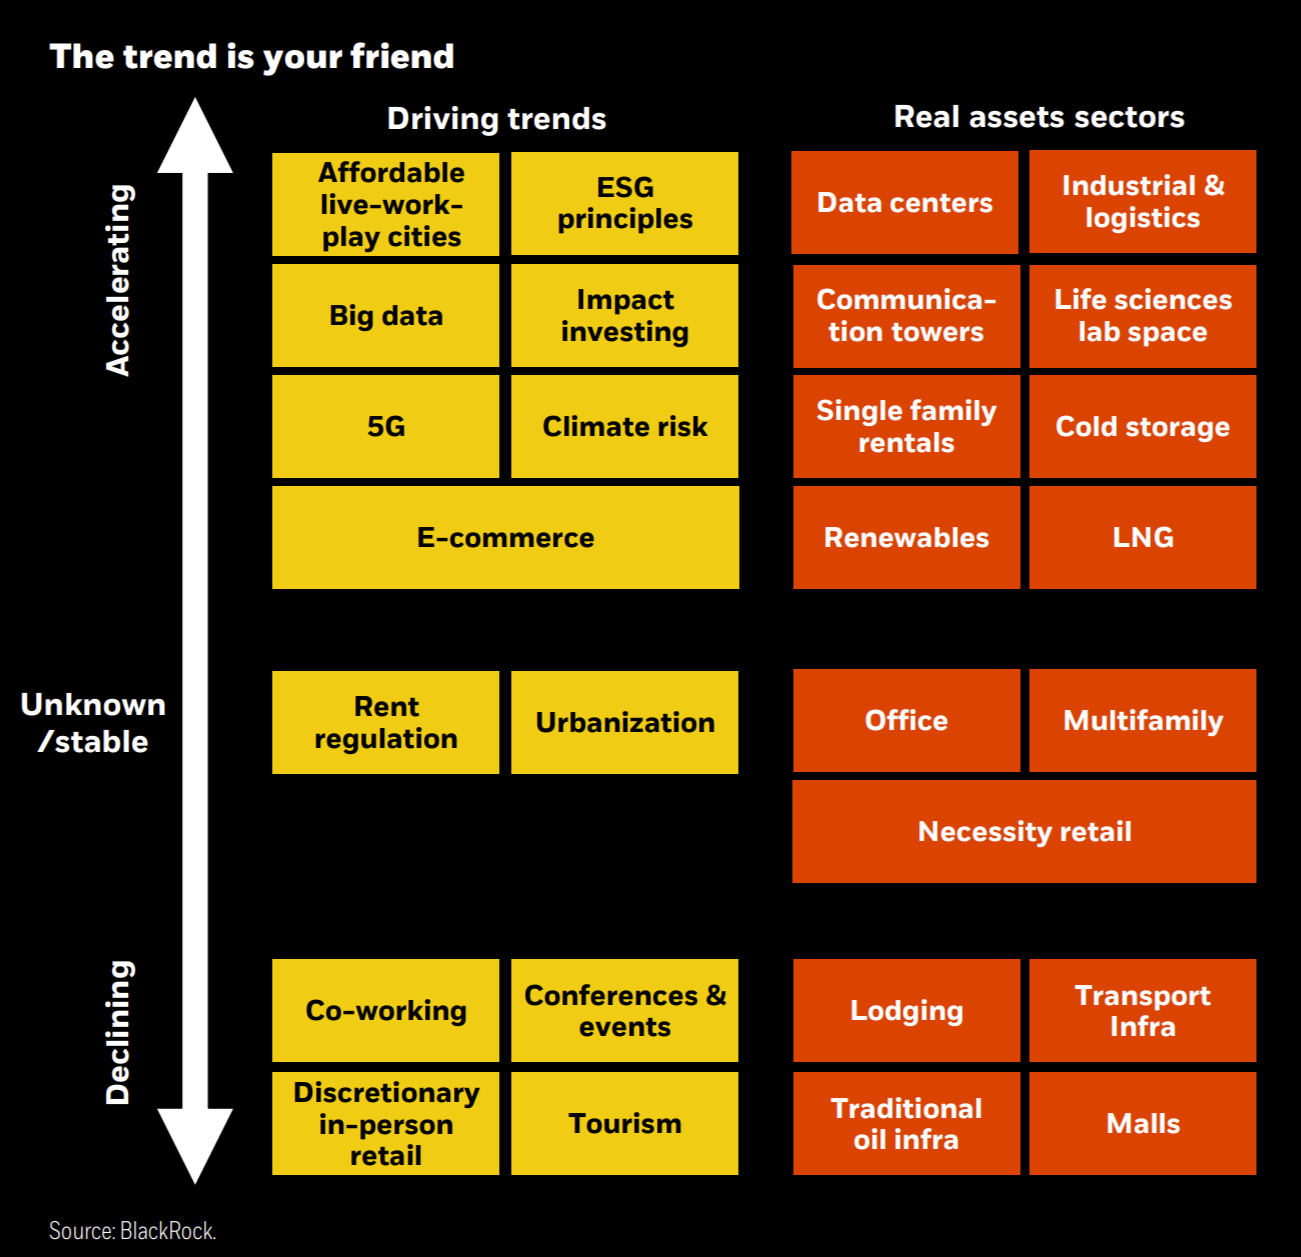 The trend is your friend
Driving trends
Real assets sectors
Accelerating
Affordable
live-work-
play cities
ESG
principles
Data centers
Industrial &
logistics
Big data
Impact
investing
Communica-
tion towers
Life sciences
lab space
5G
Climate risk
Single family
rentals
Cold storage
E-commerce
Renewables
LNG
Unknown
/stable
Rent
regulation
Urbanization
Office
Multifamily
Necessity retail
Declining
Co-working
Conferences &
events
Lodging
Transport
Infra
Discretionary
in-person
retail
Tourism
Traditional
oil infra
Malls
Source: BlackRock.